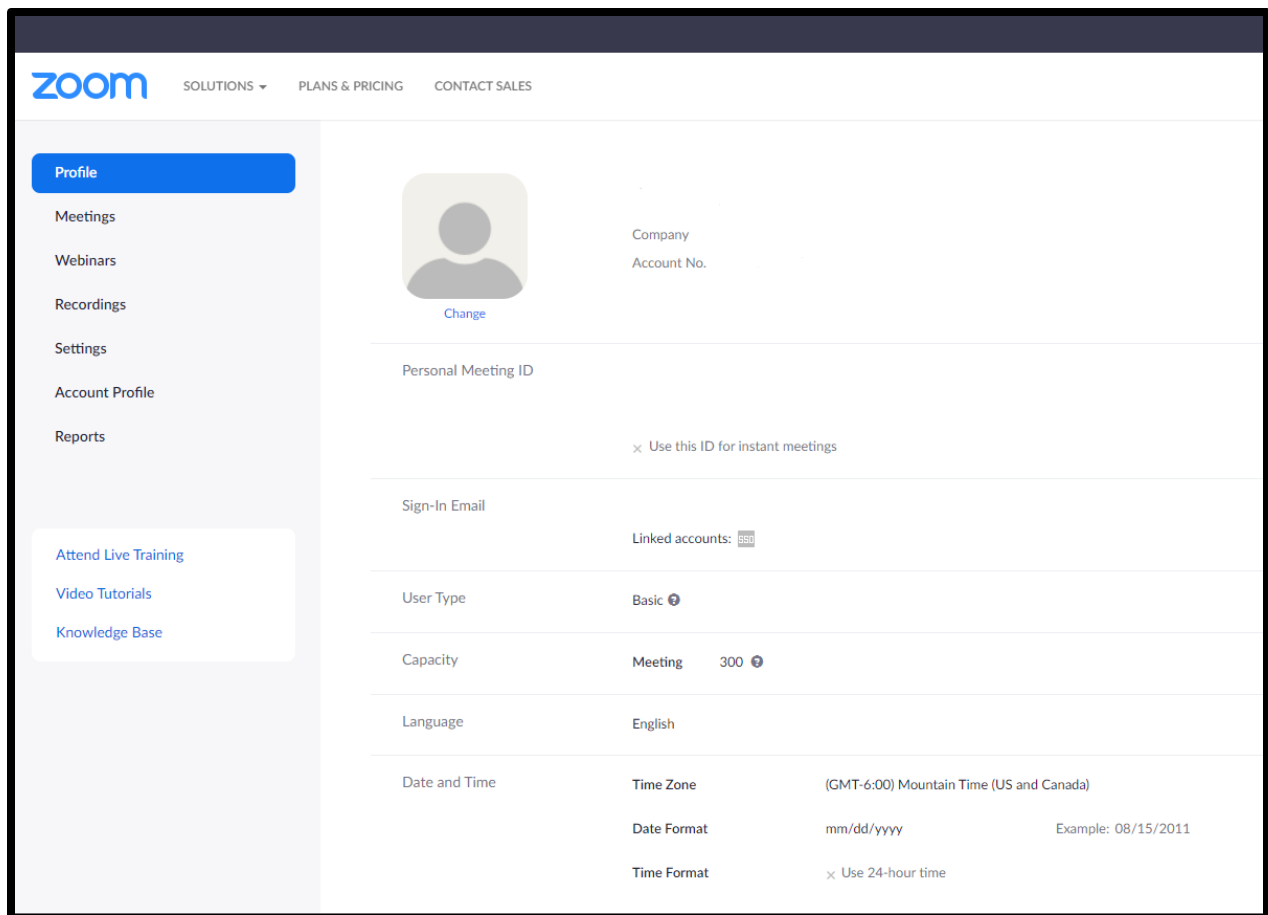 zoom SOLUTIONS PLANS & PRICING CONTACT SALES
Profile
Meetings
Webinars
Recordings
Settings
Account Profile
Reports
Attend Live Training
Video Tutorials
Knowledge Base
Change
Company
Account No.
Personal Meeting ID
× Use this ID for instant meetings
Sign-In Email
Linked accounts: SSO
User Type Basic ?
Capacity Meeting 300 ?
Language English
Date and Time Time Zone (GMT-6:00) Mountain Time (US and Canada)
Date Format mm/dd/yyyy Example: 08/15/2011
Time Format × Use 24-hour time